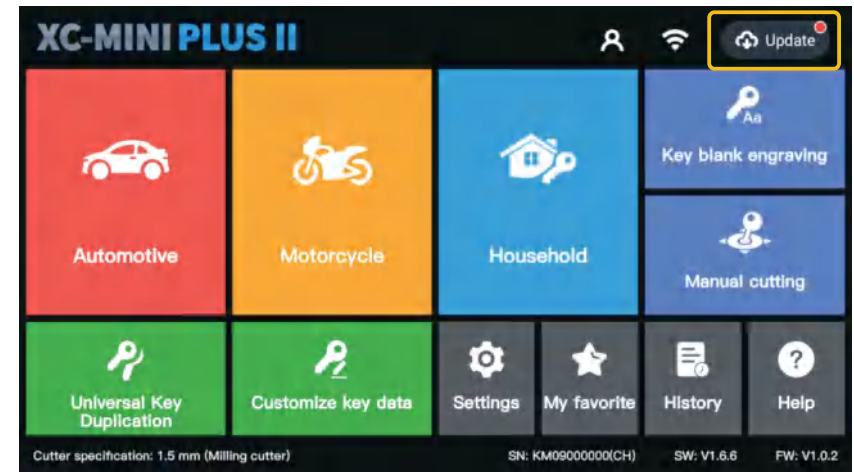 XC-MINI PLUS II
Update
Automotive
Motorcycle
Household
Aa
Key blank engraving
Manual cutting
Universal Key
Duplication
Customize key data
Settings
My favorite
History
?
Help
Cutter specification: 1.5 mm (Milling cutter)
SN: KM09000000(CH)
SW: V1.6.6
FW: V1.0.2